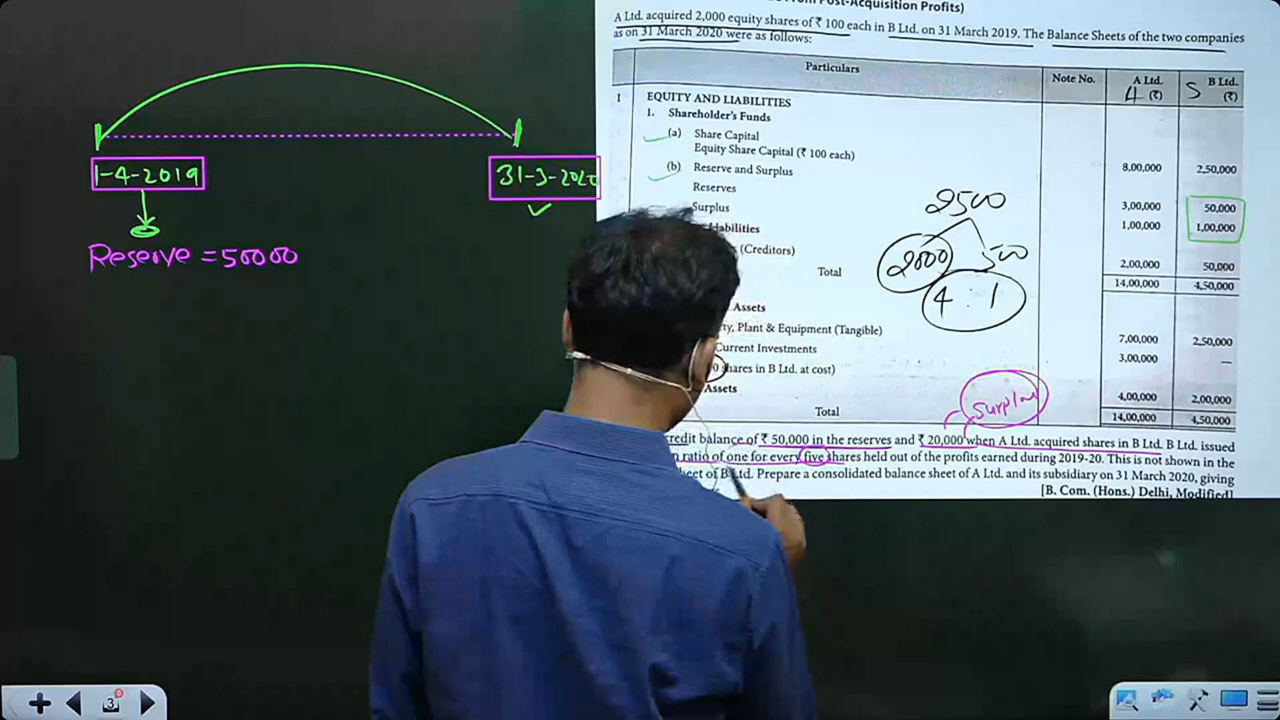 from Post-Acquisition Profits)
A Ltd. acquired 2,000 equity shares of ₹ 100 each in B Ltd. on 31 March 2019. The Balance Sheets of the two companies
as on 31 March 2020 were as follows:
Particulars Note No. A Ltd. (₹) B Ltd. (₹)
4 S
I EQUITY AND LIABILITIES
1. Shareholder's Funds
(a) Share Capital
Equity Share Capital (₹ 100 each) 8,00,000 2,50,000
(b) Reserve and Surplus
Reserves 3,00,000 50,000
Surplus 1,00,000 1,00,000
Liabilities
(Creditors) 2,00,000 50,000
Total 14,00,000 4,50,000
Assets
Plant & Equipment (Tangible) 7,00,000 2,50,000
Current Investments
shares in B Ltd. at cost) 3,00,000 —
Assets 4,00,000 2,00,000
Total 14,00,000 4,50,000
credit balance of ₹ 50,000 in the reserves and ₹ 20,000 when A Ltd. acquired shares in B Ltd. B Ltd. issued
ratio of one for every five shares held out of the profits earned during 2019-20. This is not shown in the
sheet of B Ltd. Prepare a consolidated balance sheet of A Ltd. and its subsidiary on 31 March 2020, giving
[B. Com. (Hons.) Delhi, Modified]
2500
2000 500
4 : 1
Surplus
1-4-2019
31-3-2020
Reserve = 50000
3